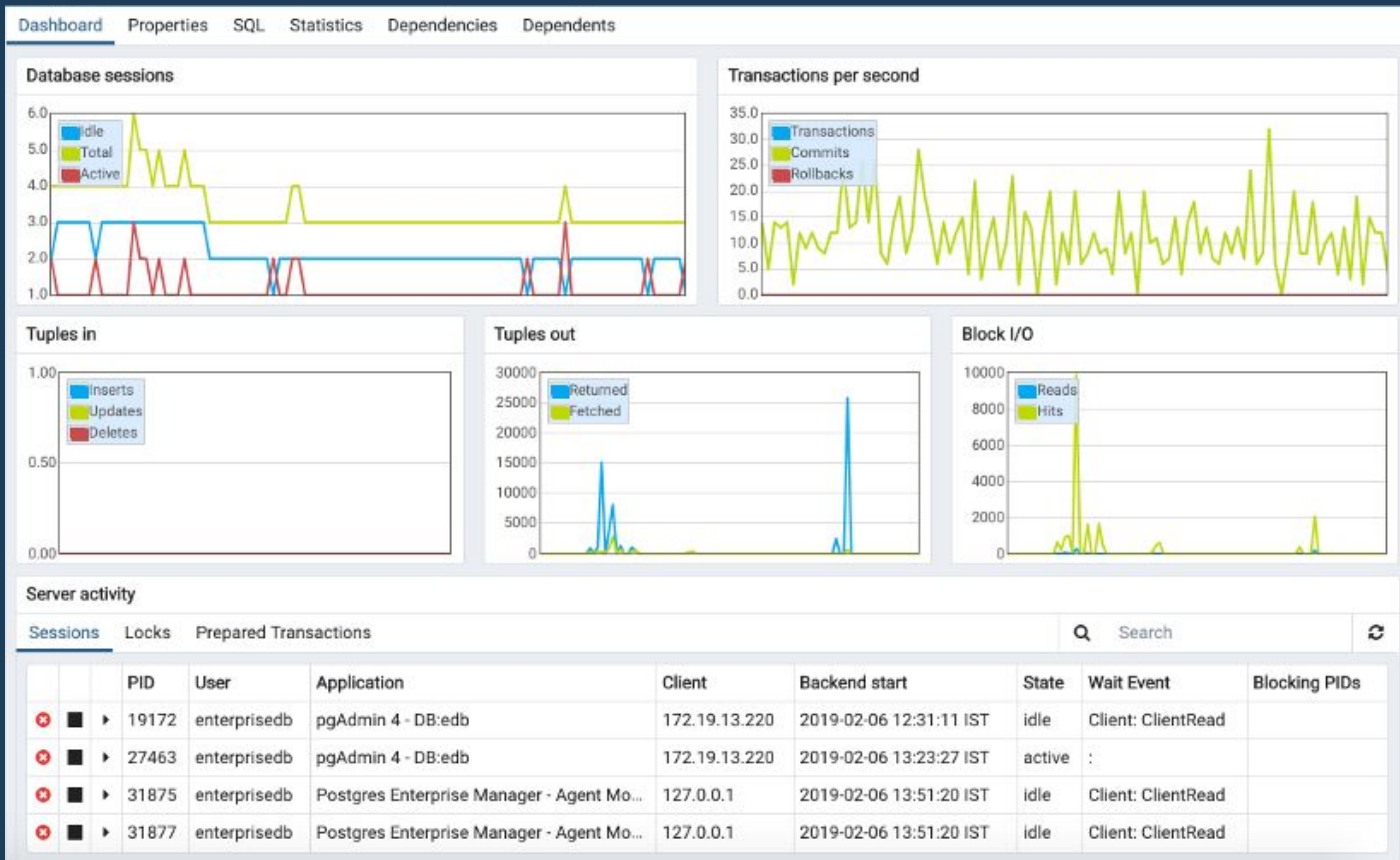 Dashboard Properties SQL Statistics Dependencies Dependents
Database sessions
6.0
5.0
4.0
3.0
2.0
1.0
Idle
Total
Active
Transactions per second
35.0
30.0
25.0
20.0
15.0
10.0
5.0
0.0
Transactions
Commits
Rollbacks
Tuples in
1.00
0.50
0.00
Inserts
Updates
Deletes
Tuples out
30000
25000
20000
15000
10000
5000
0
Returned
Fetched
Block I/O
10000
8000
6000
4000
2000
0
Reads
Hits
Server activity
Sessions Locks Prepared Transactions Search
PID User Application Client Backend start State Wait Event Blocking PIDs
19172 enterprisedb pgAdmin 4 - DB:edb 172.19.13.220 2019-02-06 12:31:11 IST idle Client: ClientRead
27463 enterprisedb pgAdmin 4 - DB:edb 172.19.13.220 2019-02-06 13:23:27 IST active :
31875 enterprisedb Postgres Enterprise Manager - Agent Mo... 127.0.0.1 2019-02-06 13:51:20 IST idle Client: ClientRead
31877 enterprisedb Postgres Enterprise Manager - Agent Mo... 127.0.0.1 2019-02-06 13:51:20 IST idle Client: ClientRead